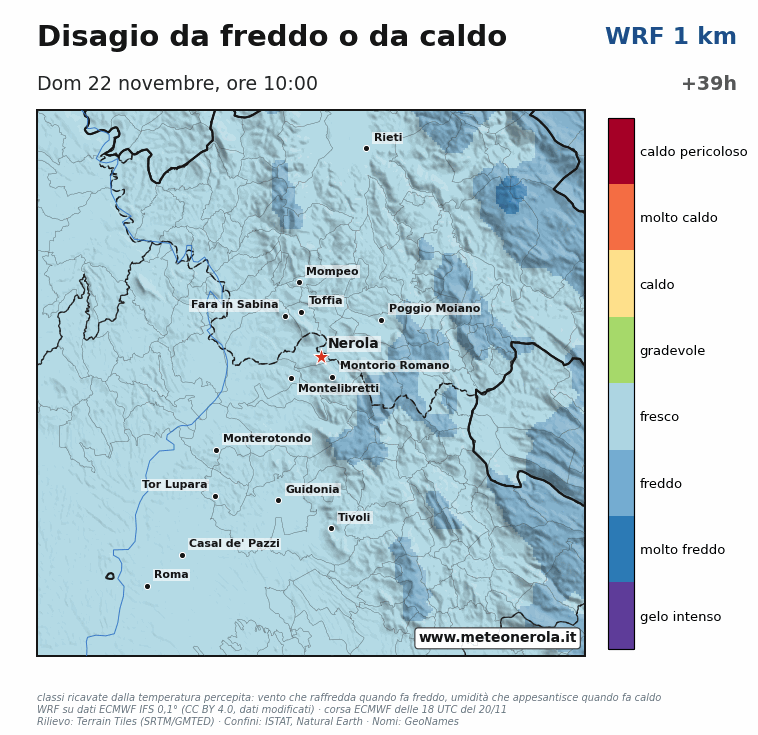 Disagio da freddo o da caldo
WRF 1 km
Dom 22 novembre, ore 10:00
+39h
Rieti
Mompeo
Fara in Sabina
Toffia
Poggio Moiano
Nerola
Montorio Romano
Montelibretti
Monterotondo
Tor Lupara
Guidonia
Tivoli
Casal de' Pazzi
Roma
www.meteonerola.it
caldo pericoloso
molto caldo
caldo
gradevole
fresco
freddo
molto freddo
gelo intenso
classi ricavate dalla temperatura percepita: vento che raffredda quando fa freddo, umidità che appesantisce quando fa caldo
WRF su dati ECMWF IFS 0,1° (CC BY 4.0, dati modificati) · corsa ECMWF delle 18 UTC del 20/11
Rilievo: Terrain Tiles (SRTM/GMTED) · Confini: ISTAT, Natural Earth · Nomi: GeoNames